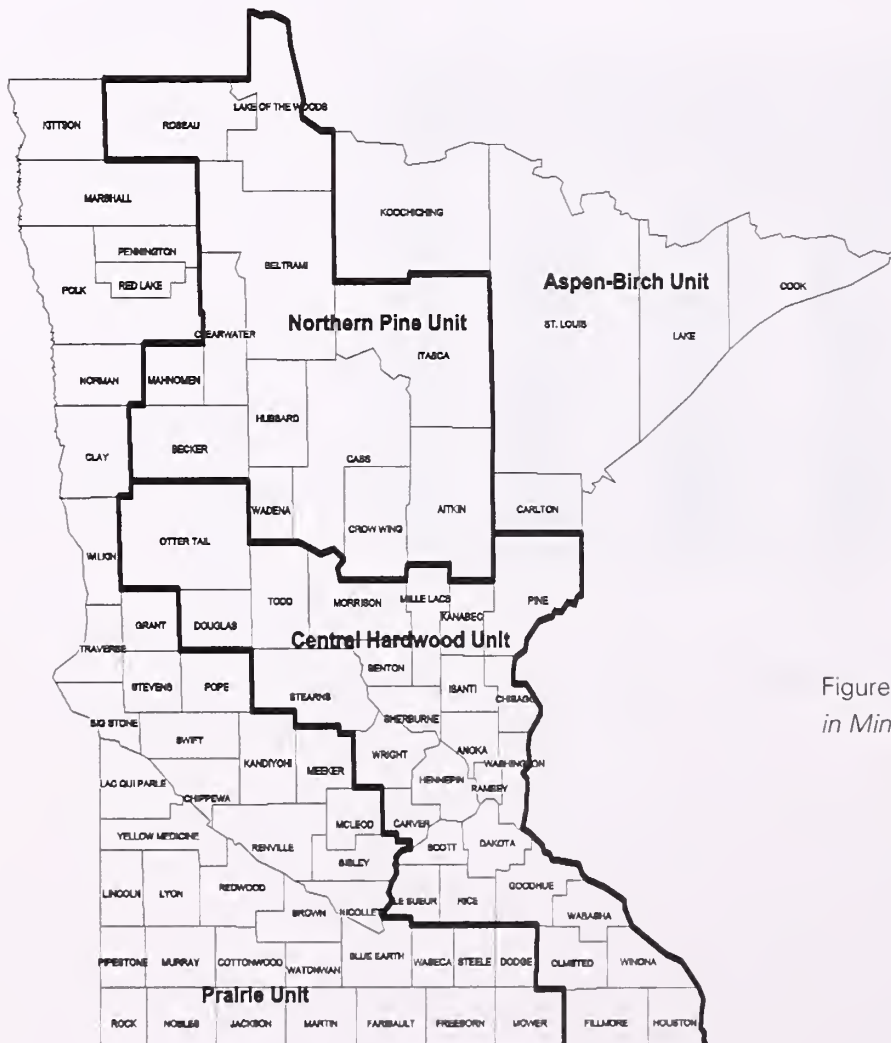 LAKE OF THE WOODS
KITTSON
ROSEAU
MARSHALL
KOOCHICHING
PENNINGTON
BELTRAMI
POLK
RED LAKE
Aspen-Birch Unit
COOK
Northern Pine Unit
ST. LOUIS
CLEARWATER
LAKE
ITASCA
NORMAN
MAHNOMEN
HUBBARD
CLAY
BECKER
CASS
WADENA
AITKIN
CARLTON
OTTER TAIL
CROW WING
WILKIN
TODD
MORRISON
MILLE LACS
PINE
KANABEC
GRANT
DOUGLAS
TRAVERSE
Central Hardwood Unit
BENTON
STEVENS
POPE
STEARNS
ISANTI
CHISAGO
Figure
in Min
BIG STONE
SHERBURNE
SWIFT
WRIGHT
ANOKA
KANDIYOHI
MEEKER
WASHINGTON
LAC QUI PARLE
HENNEPIN
RAMSEY
CHIPPEWA
MCLEOD
CARVER
YELLOW MEDICINE
RENVILLE
SCOTT
DAKOTA
SIBLEY
LINCOLN
LYON
REDWOOD
GOODHUE
BROWN
NICOLLET
LE SUEUR
RICE
WABASHA
PIPESTONE
MURRAY
COTTONWOOD
WATONWAN
BLUE EARTH
WABECA
STEELE
DODGE
OLMSTED
WINONA
Prairie Unit
ROCK
NOBLES
JACKSON
MARTIN
FARIBAULT
FREEBORN
MOWER
FILLMORE
HOUSTON